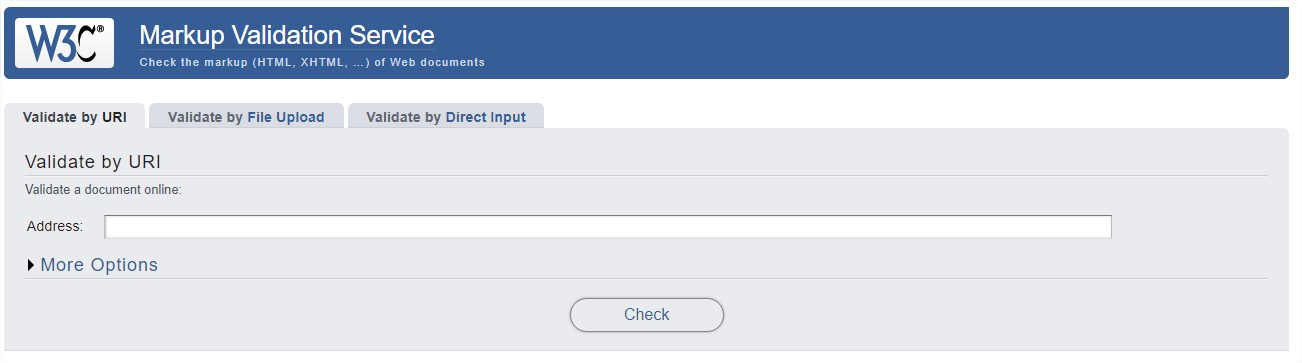 W3C®
Markup Validation Service
Check the markup (HTML, XHTML, …) of Web documents
Validate by URI
Validate by File Upload
Validate by Direct Input
Validate by URI
Validate a document online:
Address:
More Options
Check